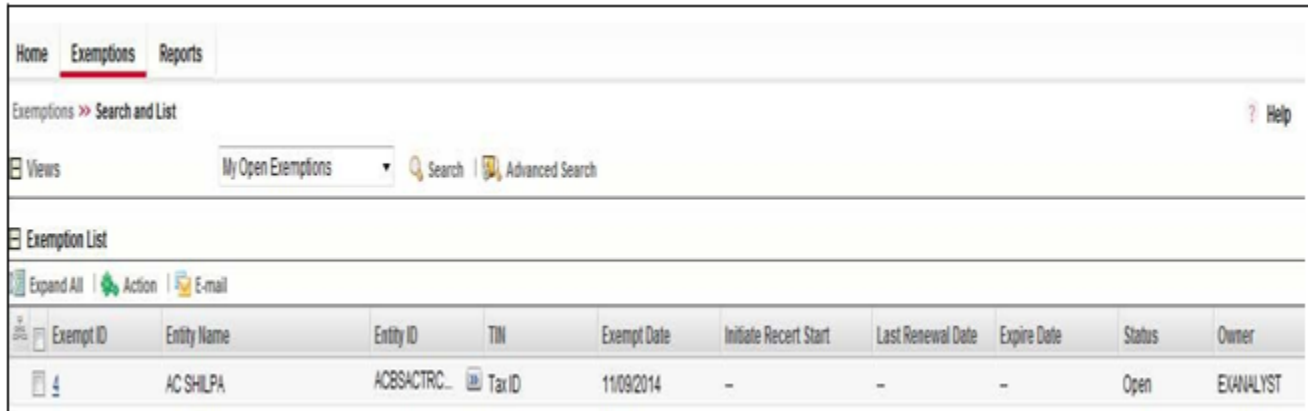 Home Exemptions Reports
Exemptions >> Search and List ? Help
Views My Open Exemptions Search | Advanced Search
Exemption List
Expand All | Action | E-mail
Exempt ID Entity Name Entity ID TIN Exempt Date Initiate Recert Start Last Renewal Date Expire Date Status Owner
4 AC SHILPA ACBSACTRC... Tax ID 11/09/2014 – – – Open EXANALYST